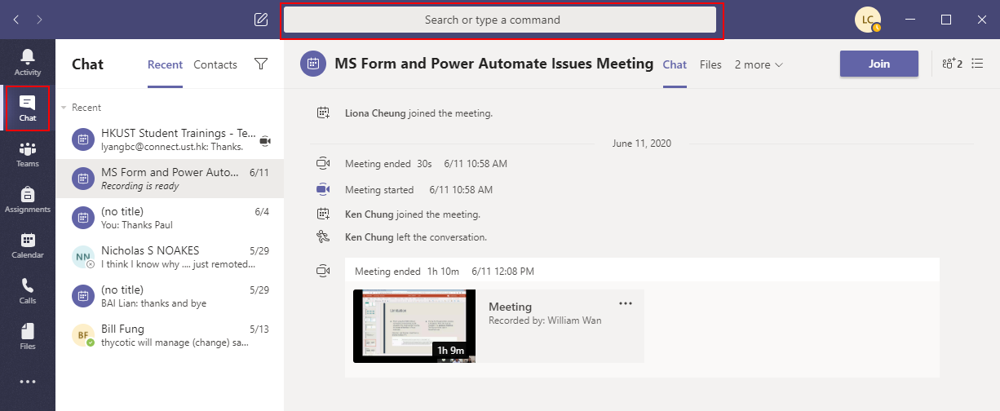 Search or type a command
LC
Activity
Chat
Teams
Assignments
Calendar
Calls
Files
Chat
Recent
Contacts
Recent
HKUST Student Trainings - Te...
lyangbc@connect.ust.hk: Thanks.
MS Form and Power Auto...
6/11
Recording is ready
(no title)
6/4
You: Thanks Paul
NN
Nicholas S NOAKES
5/29
I think I know why .... just remoted...
(no title)
5/29
BAI Lian: thanks and bye
BF
Bill Fung
5/13
thycotic will manage (change) sa...
MS Form and Power Automate Issues Meeting
Chat
Files
2 more
Join
2
Liona Cheung joined the meeting.
June 11, 2020
Meeting ended 30s 6/11 10:58 AM
Meeting started 6/11 10:58 AM
Ken Chung joined the meeting.
Ken Chung left the conversation.
Meeting ended 1h 10m 6/11 12:08 PM
Limitation
1h 9m
Meeting
Recorded by: William Wan